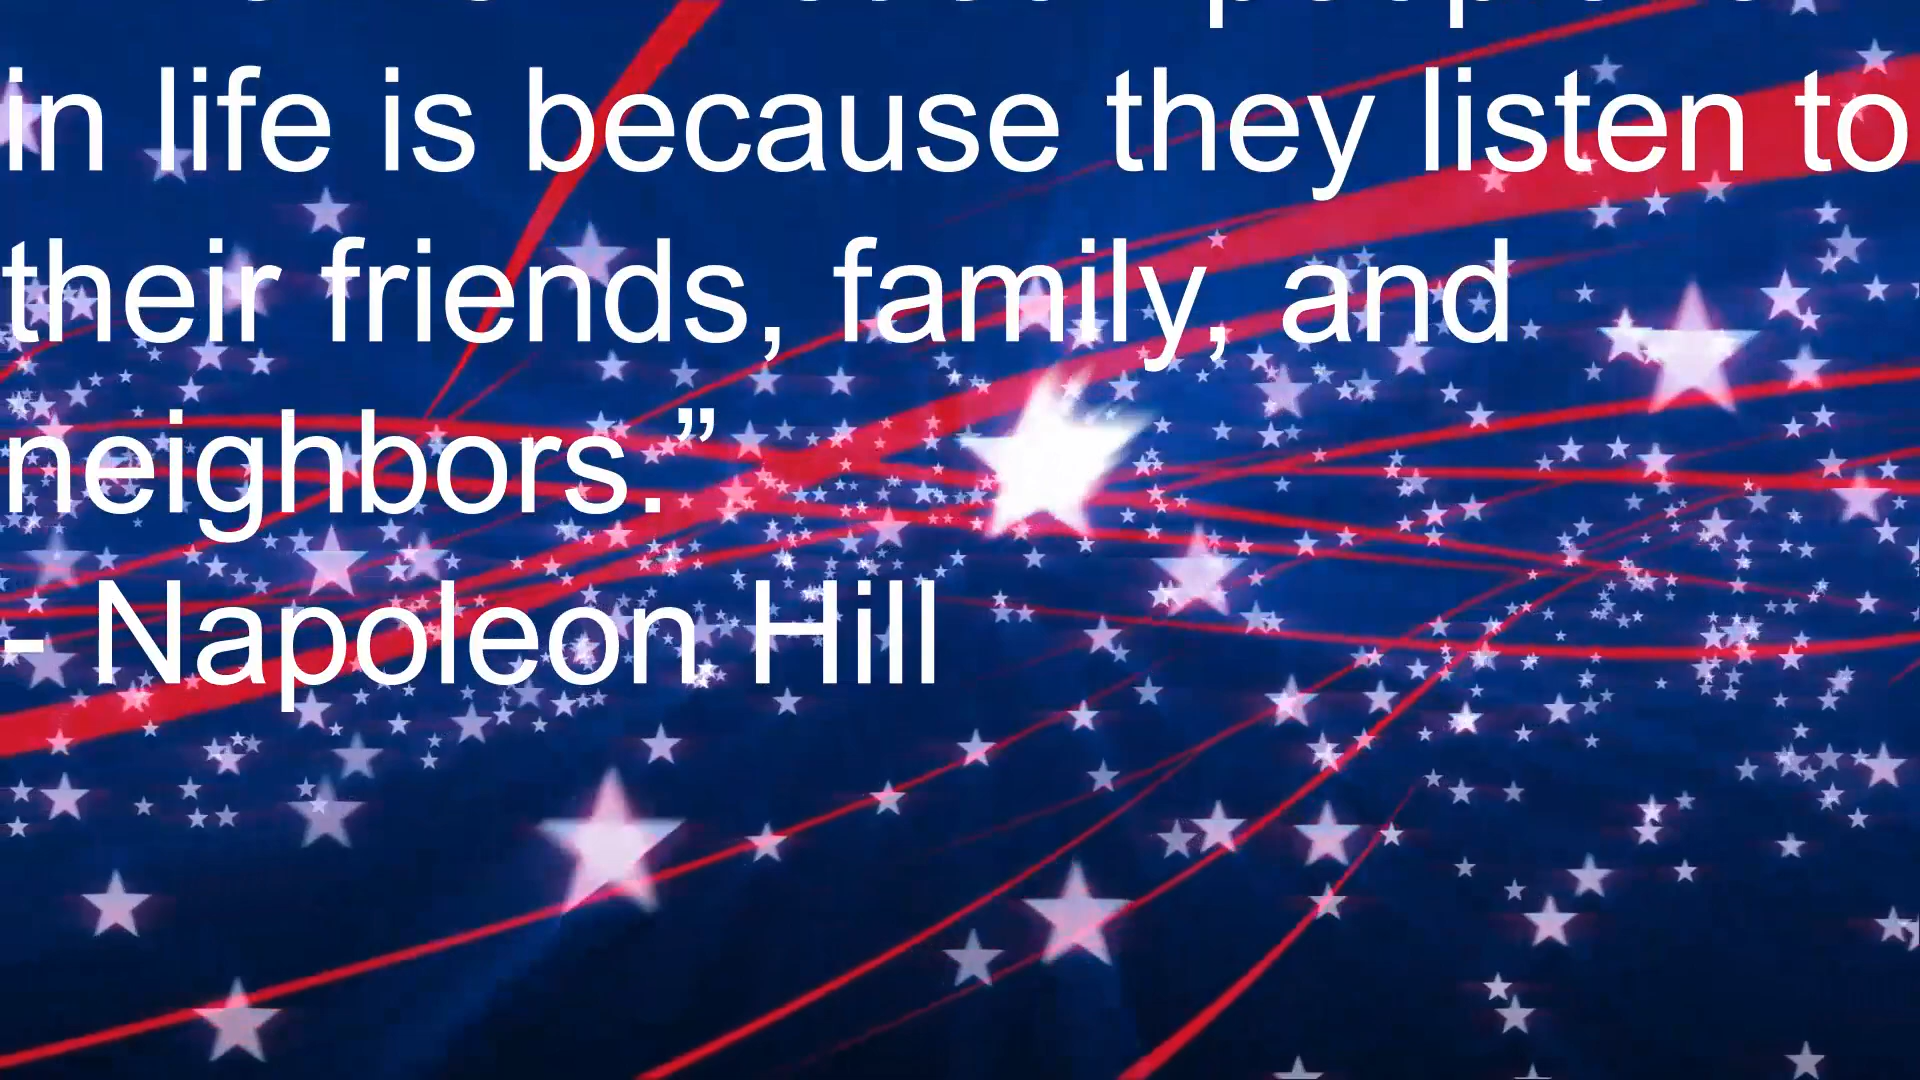 in life is because they listen to
their friends, family, and
neighbors.”
- Napoleon Hill